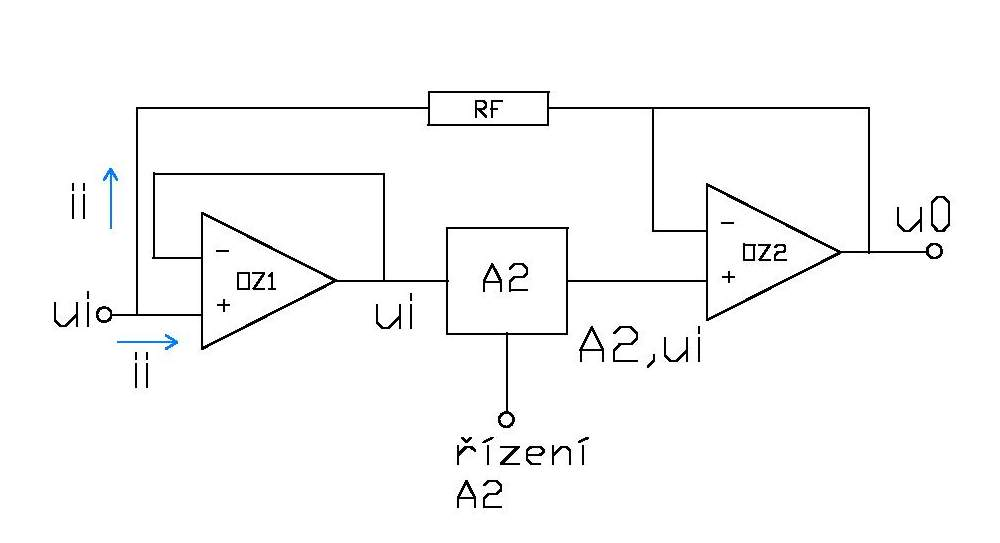 RF
ii
−
OZ1
+
ui
ii
ui
A2
A2,ui
řízení
A2
−
OZ2
+
u0